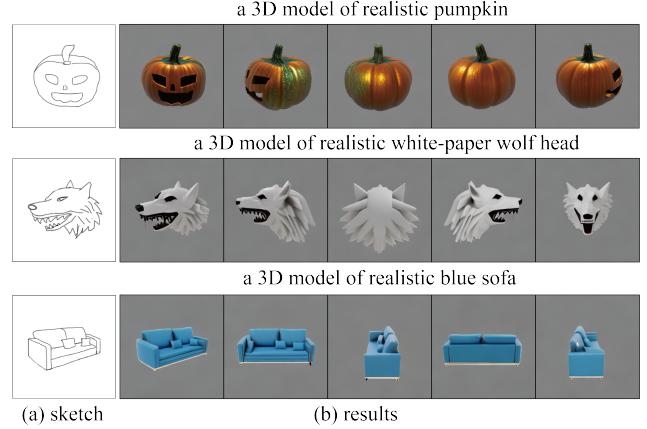 a 3D model of realistic pumpkin
a 3D model of realistic white-paper wolf head
a 3D model of realistic blue sofa
(a) sketch
(b) results